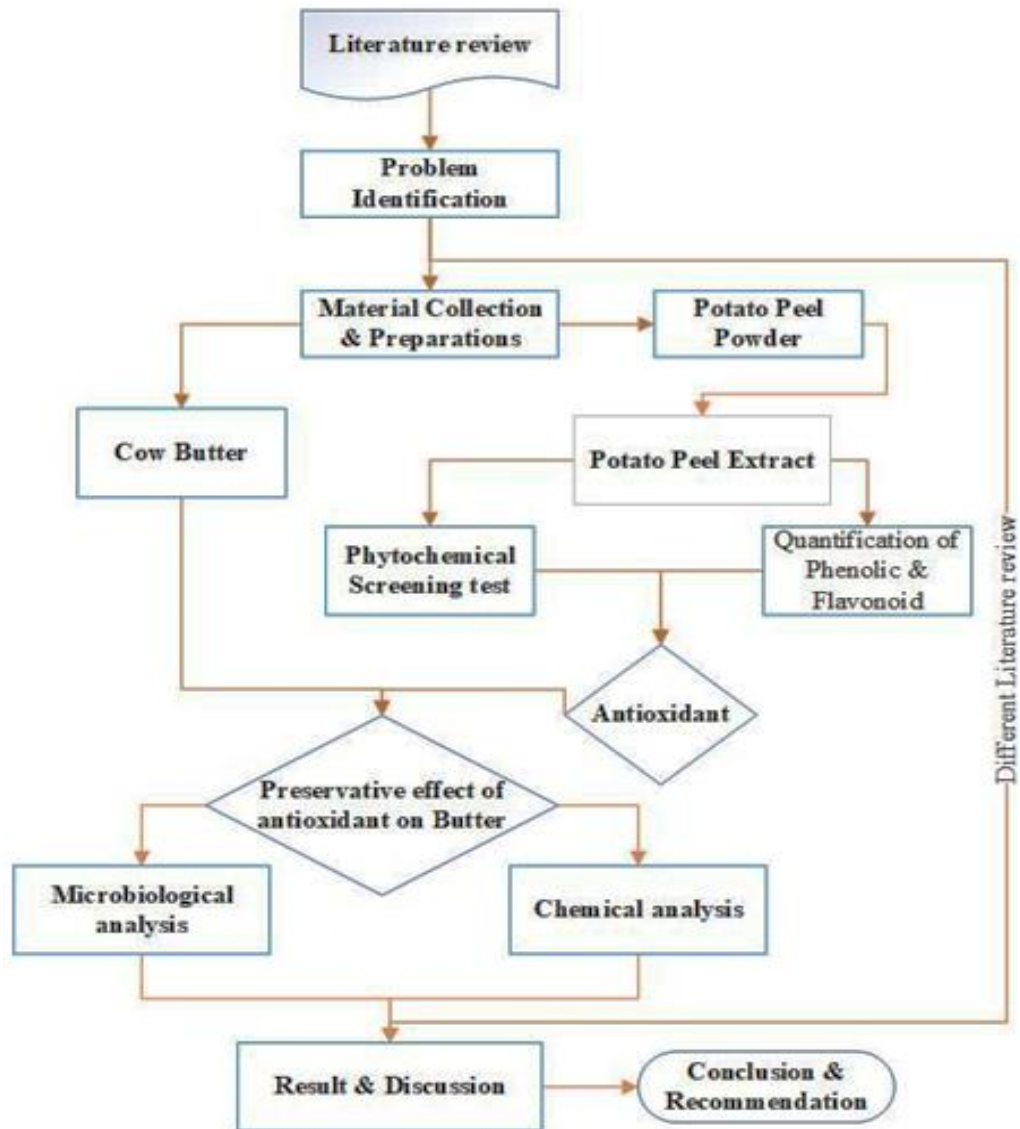 Literature review
Problem
Identification
Material Collection
& Preparations
Potato Peel
Powder
Cow Butter
Potato Peel Extract
Phytochemical
Screening test
Quantification of
Phenolic &
Flavonoid
Different Literature review
Antioxidant
Preservative effect of
antioxidant on Butter
Microbiological
analysis
Chemical analysis
Result & Discussion
Conclusion &
Recommendation